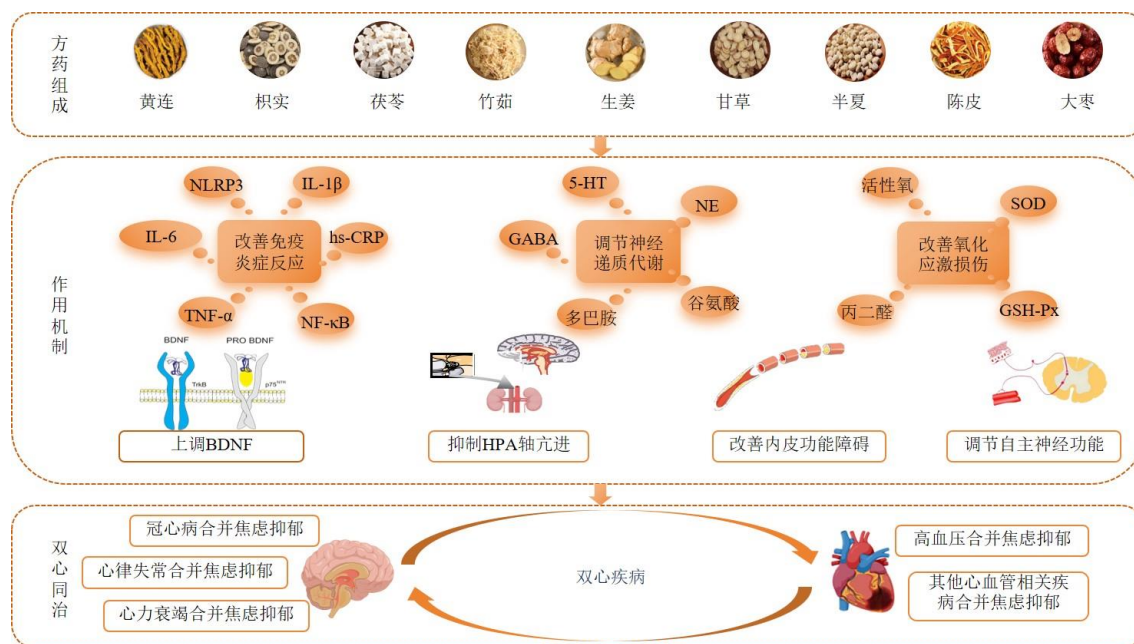 方药组成
黄连
枳实
茯苓
竹茹
生姜
甘草
半夏
陈皮
大枣
作用机制
NLRP3
IL-1β
IL-6
改善免疫
炎症反应
hs-CRP
TNF-α
NF-κB
5-HT
NE
GABA
调节神经
递质代谢
多巴胺
谷氨酸
活性氧
SOD
改善氧化
应激损伤
丙二醛
GSH-Px
BDNF
PRO BDNF
TrkB
p75NTR
上调BDNF
抑制HPA轴亢进
改善内皮功能障碍
调节自主神经功能
双心同治
冠心病合并焦虑抑郁
心律失常合并焦虑抑郁
心力衰竭合并焦虑抑郁
双心疾病
高血压合并焦虑抑郁
其他心血管相关疾
病合并焦虑抑郁